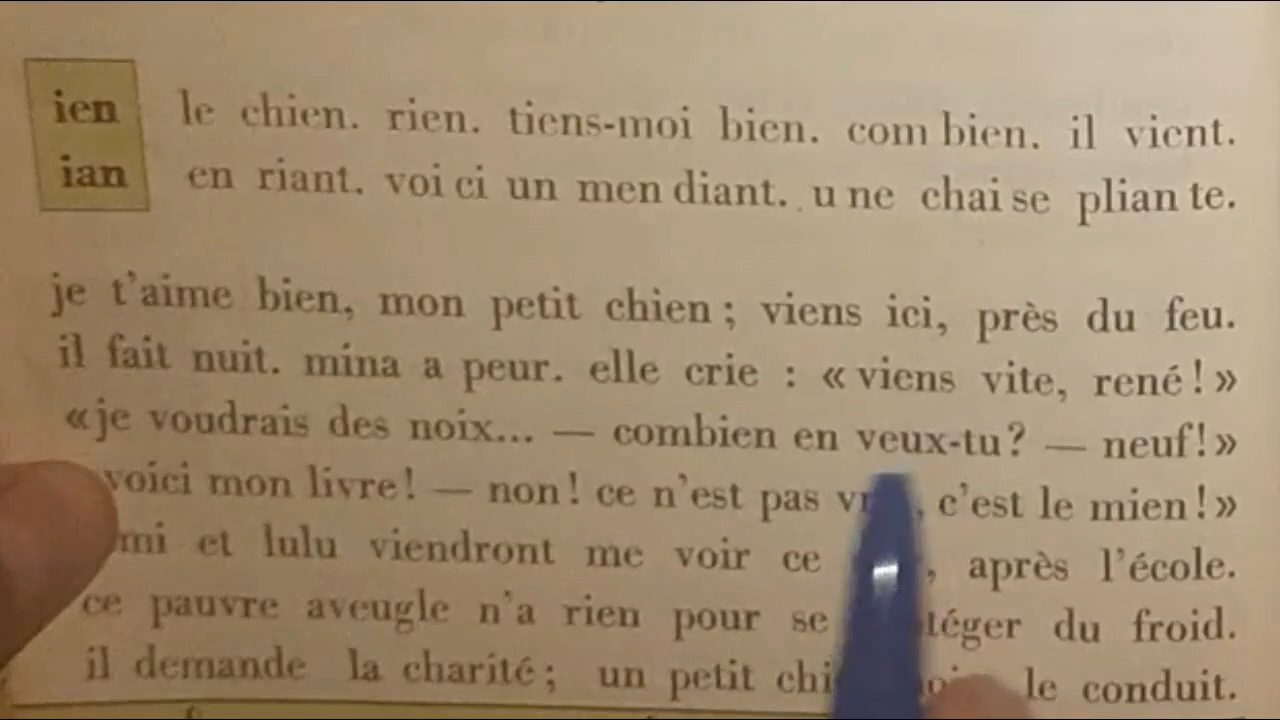 ien le chien. rien. tiens-moi bien. com bien. il vient.
ian en riant. voi ci un men diant. u ne chai se plian te.
je t'aime bien, mon petit chien ; viens ici, près du feu.
il fait nuit. mina a peur. elle crie : « viens vite, rené ! »
« je voudrais des noix... — combien en veux-tu ? — neuf ! »
voici mon livre ! — non ! ce n'est pas , c'est le mien ! »
et lulu viendront me voir ce , après l'école.
ce pauvre aveugle n'a rien pour se du froid.
il demande la charité ; un petit le conduit.